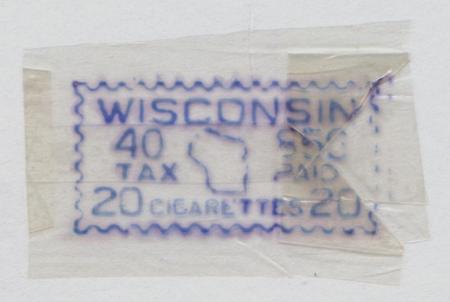 WISCONSIN
40
TAX PAID
20 CIGARETTES 20